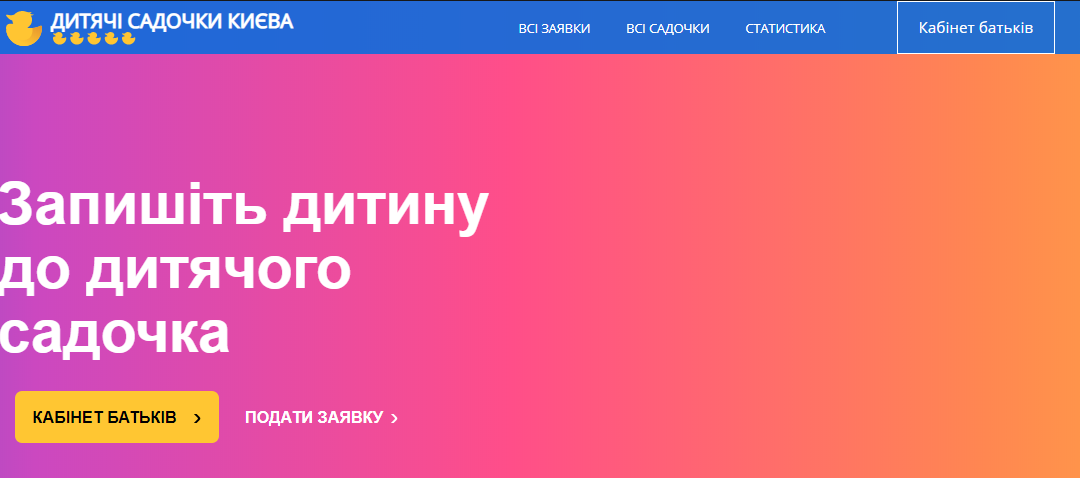 ДИТЯЧІ САДОЧКИ КИЄВА
ВСІ ЗАЯВКИ
ВСІ САДОЧКИ
СТАТИСТИКА
Кабінет батьків
Запишіть дитину
до дитячого
садочка
КАБІНЕТ БАТЬКІВ
ПОДАТИ ЗАЯВКУ